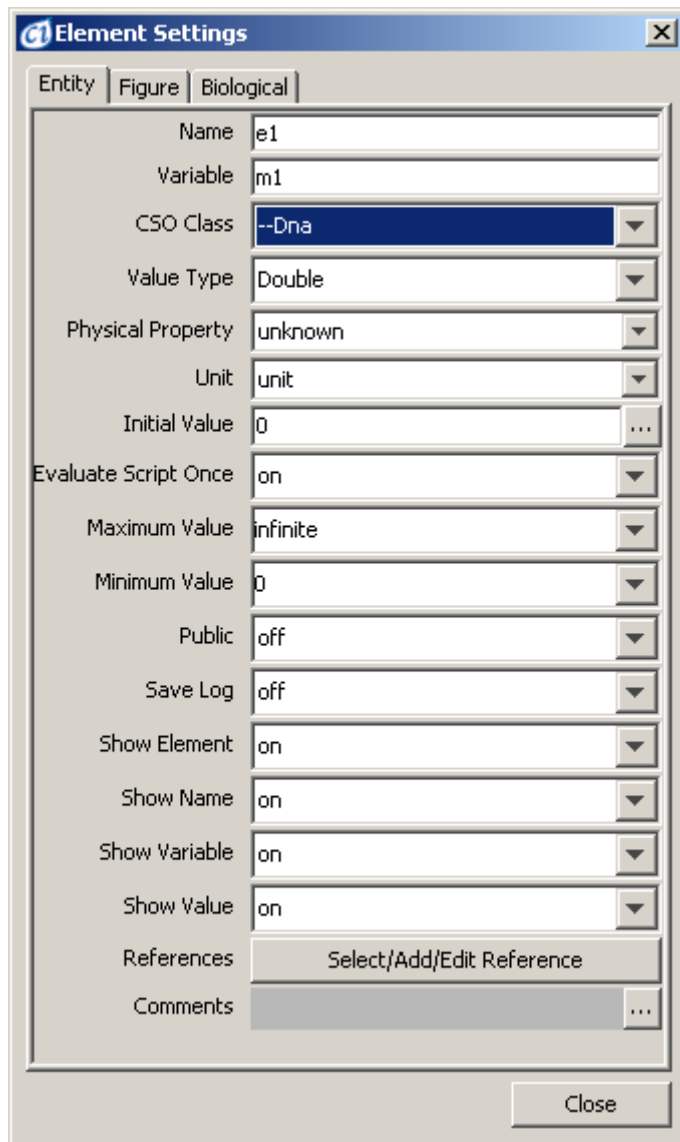 Ci Element Settings
Entity Figure Biological
Name e1
Variable m1
CSO Class --Dna
Value Type Double
Physical Property unknown
Unit unit
Initial Value 0 ...
Evaluate Script Once on
Maximum Value infinite
Minimum Value 0
Public off
Save Log off
Show Element on
Show Name on
Show Variable on
Show Value on
References Select/Add/Edit Reference
Comments ...
Close